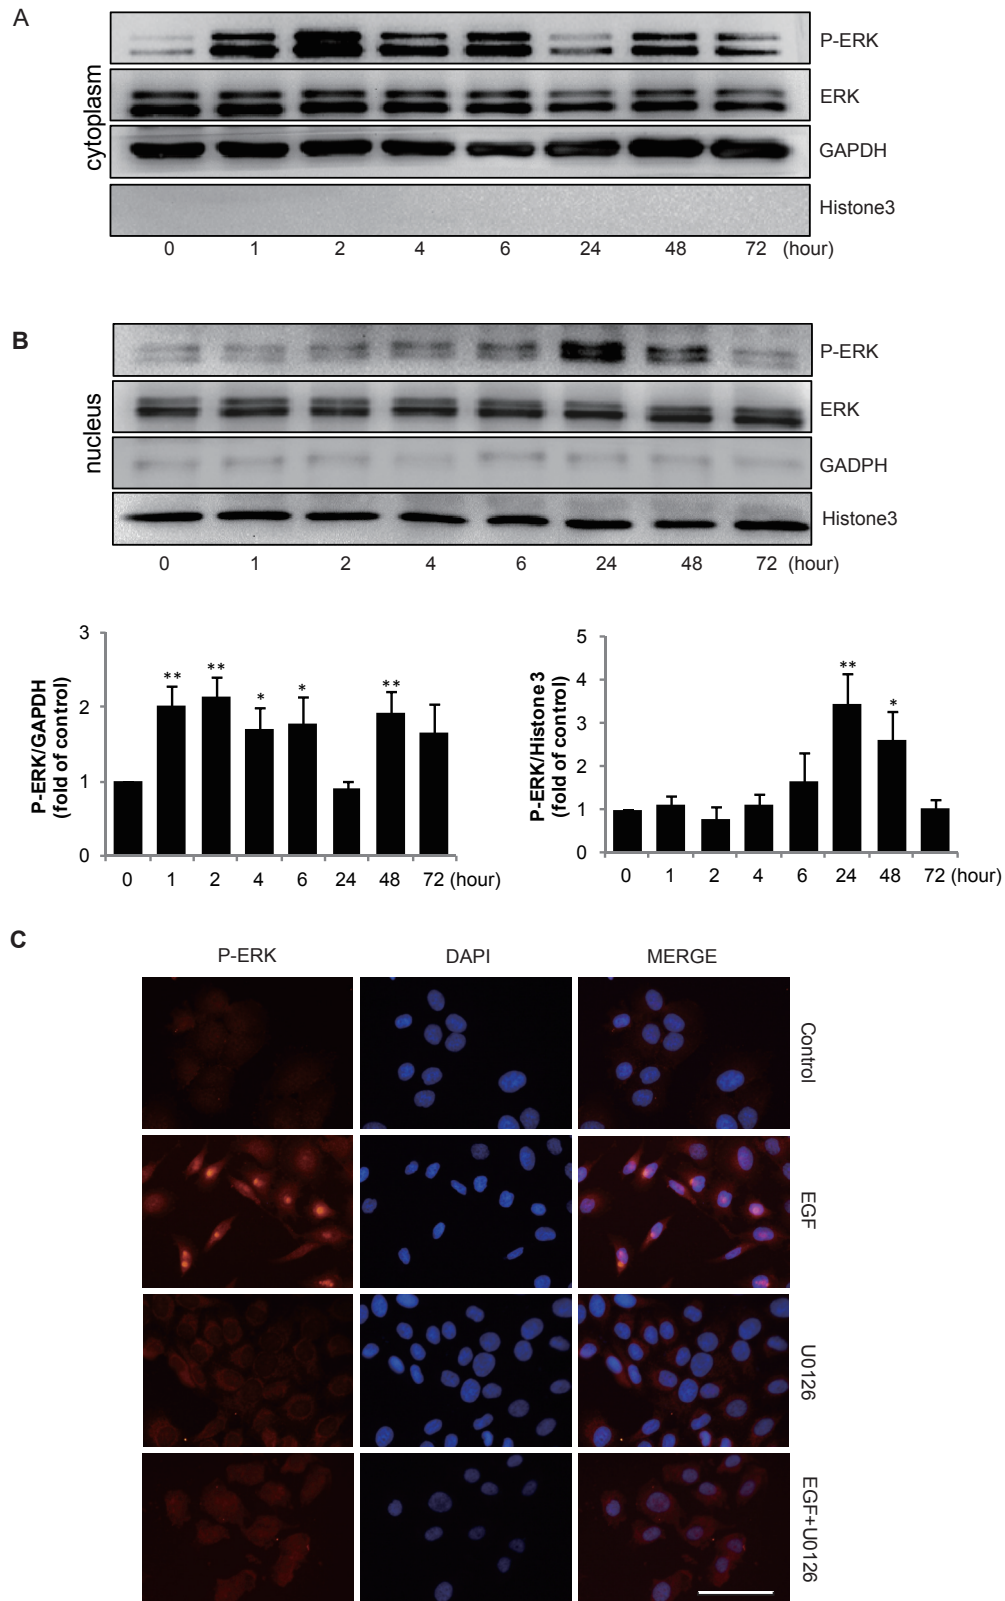 A
cytoplasm
P-ERK
ERK
GAPDH
Histone3
0 1 2 4 6 24 48 72 (hour)
B
nucleus
P-ERK
ERK
GADPH
Histone3
0 1 2 4 6 24 48 72 (hour)
P-ERK/GAPDH
(fold of control)
3
2
1
0
** ** * * **
0 1 2 4 6 24 48 72 (hour)
P-ERK/Histone3
(fold of control)
5
4
3
2
1
0
** *
0 1 2 4 6 24 48 72 (hour)
C
P-ERK DAPI MERGE
Control
EGF
U0126
EGF+U0126